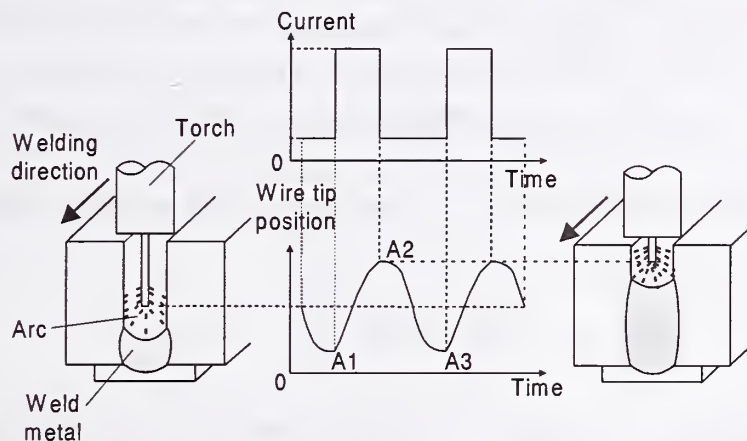 Current
0
Time
Welding
direction
Torch
Wire tip
position
A2
Arc
A1
A3
0
Time
Weld
metal